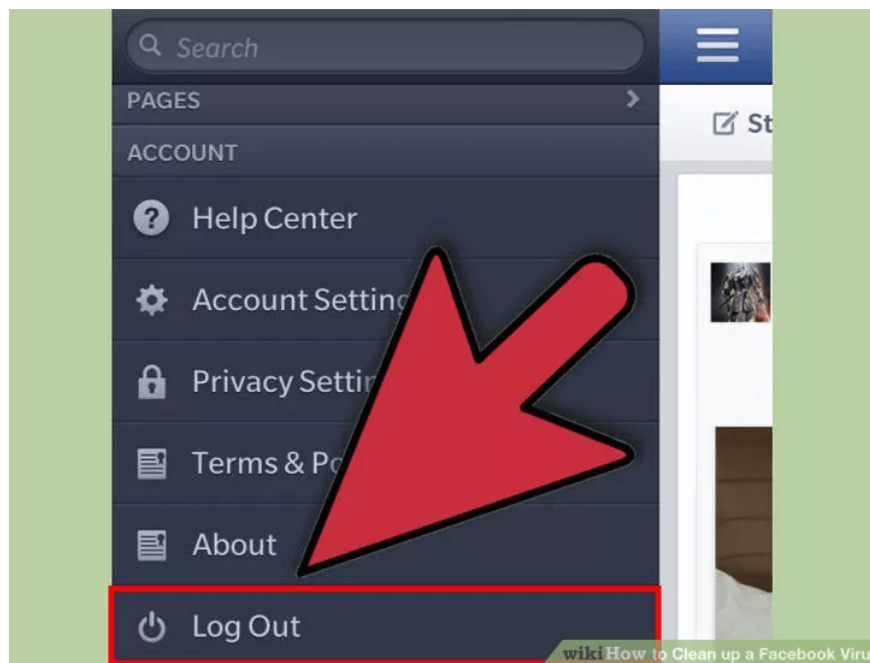 Search
PAGES
St
ACCOUNT
Help Center
Account Setting
Privacy Settin
Terms & Po
About
Log Out
wikiHow to Clean up a Facebook Viru